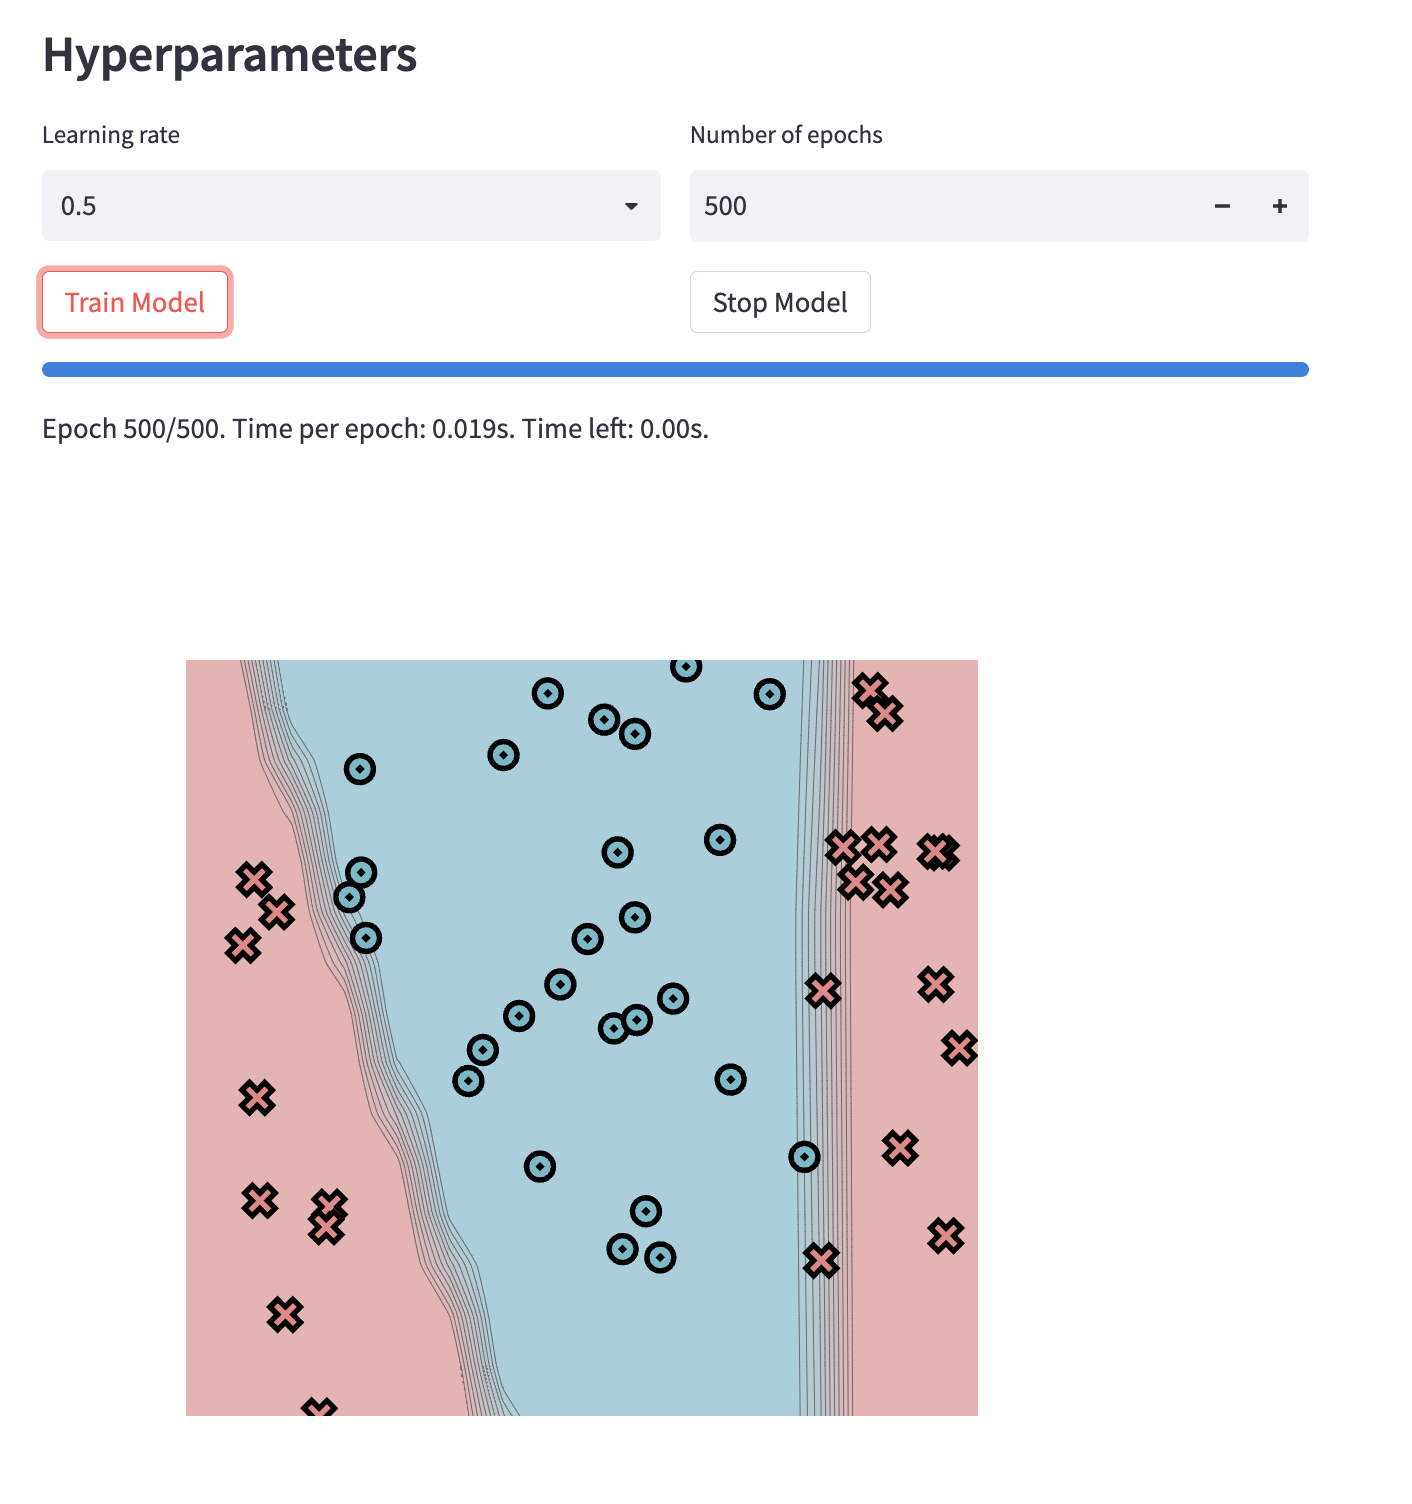 Hyperparameters
Learning rate
Number of epochs
0.5
500
Train Model
Stop Model
Epoch 500/500. Time per epoch: 0.019s. Time left: 0.00s.